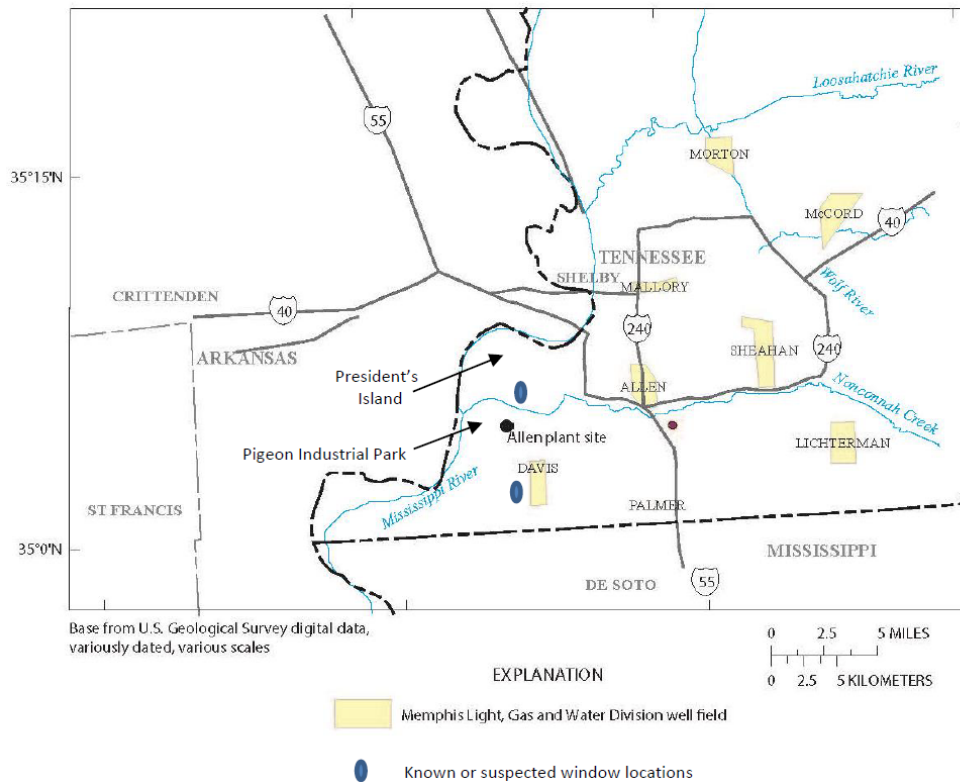 Loosahatchie River
55
MORTON
35°15'
McCORD
40
TENNESSEE
SHELBY
MALLORY
Wolf River
CRITTENDEN
40
240
SHEAHAN
240
ARKANSAS
President's
Island
ALLEN
Nonconnah Creek
Pigeon Industrial Park
Allen plant site
LICHTERMAN
DAVIS
Mississippi River
ST FRANCIS
PALMER
35°0'N
MISSISSIPPI
DE SOTO
55
Base from U.S. Geological Survey digital data,
variously dated, various scales
0 2.5 5 MILES
0 2.5 5 KILOMETERS
EXPLANATION
Memphis Light, Gas and Water Division well field
Known or suspected window locations